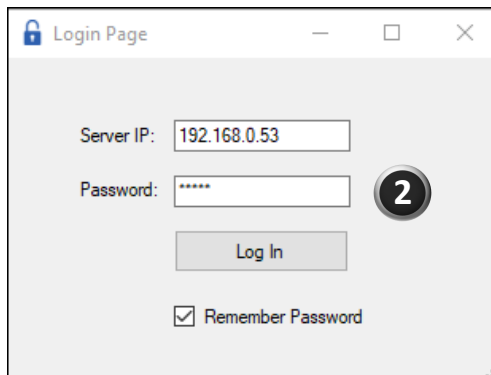 Login Page
Server IP: 192.168.0.53
Password: *****
2
Log In
Remember Password